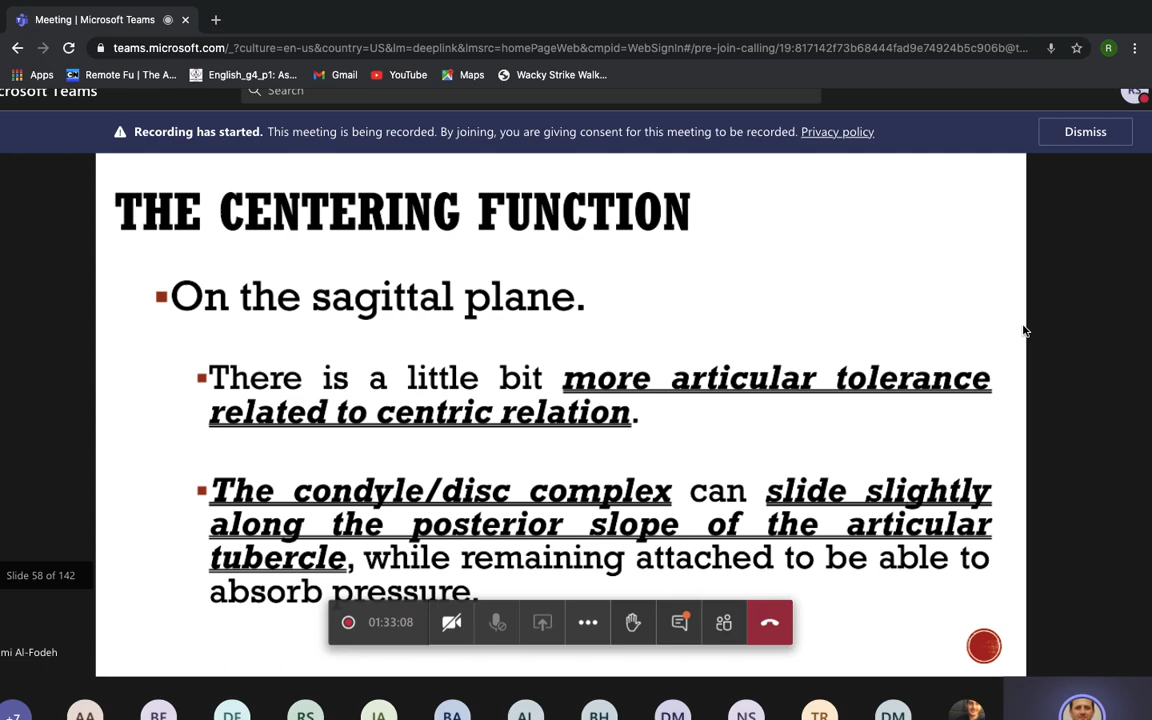 Meeting | Microsoft Teams
teams.microsoft.com/_?culture=en-us&country=US&lm=deeplink&lmsrc=homePageWeb&cmpid=WebSignIn#/pre-join-calling/19:817142f73b68444fad9e74924b5c906b@t...
R
Apps Remote Fu | The A... English_g4_p1: As... Gmail YouTube Maps Wacky Strike Walk...
crosoft Teams
Search
RS
Recording has started. This meeting is being recorded. By joining, you are giving consent for this meeting to be recorded. Privacy policy
Dismiss
THE CENTERING FUNCTION
On the sagittal plane.
There is a little bit more articular tolerance
related to centric relation.
The condyle/disc complex can slide slightly
along the posterior slope of the articular
tubercle, while remaining attached to be able to
absorb pressure.
Slide 58 of 142
01:33:08
mi Al-Fodeh
+7 AA BE DF RS JA BA AL BH DM NS TR DM